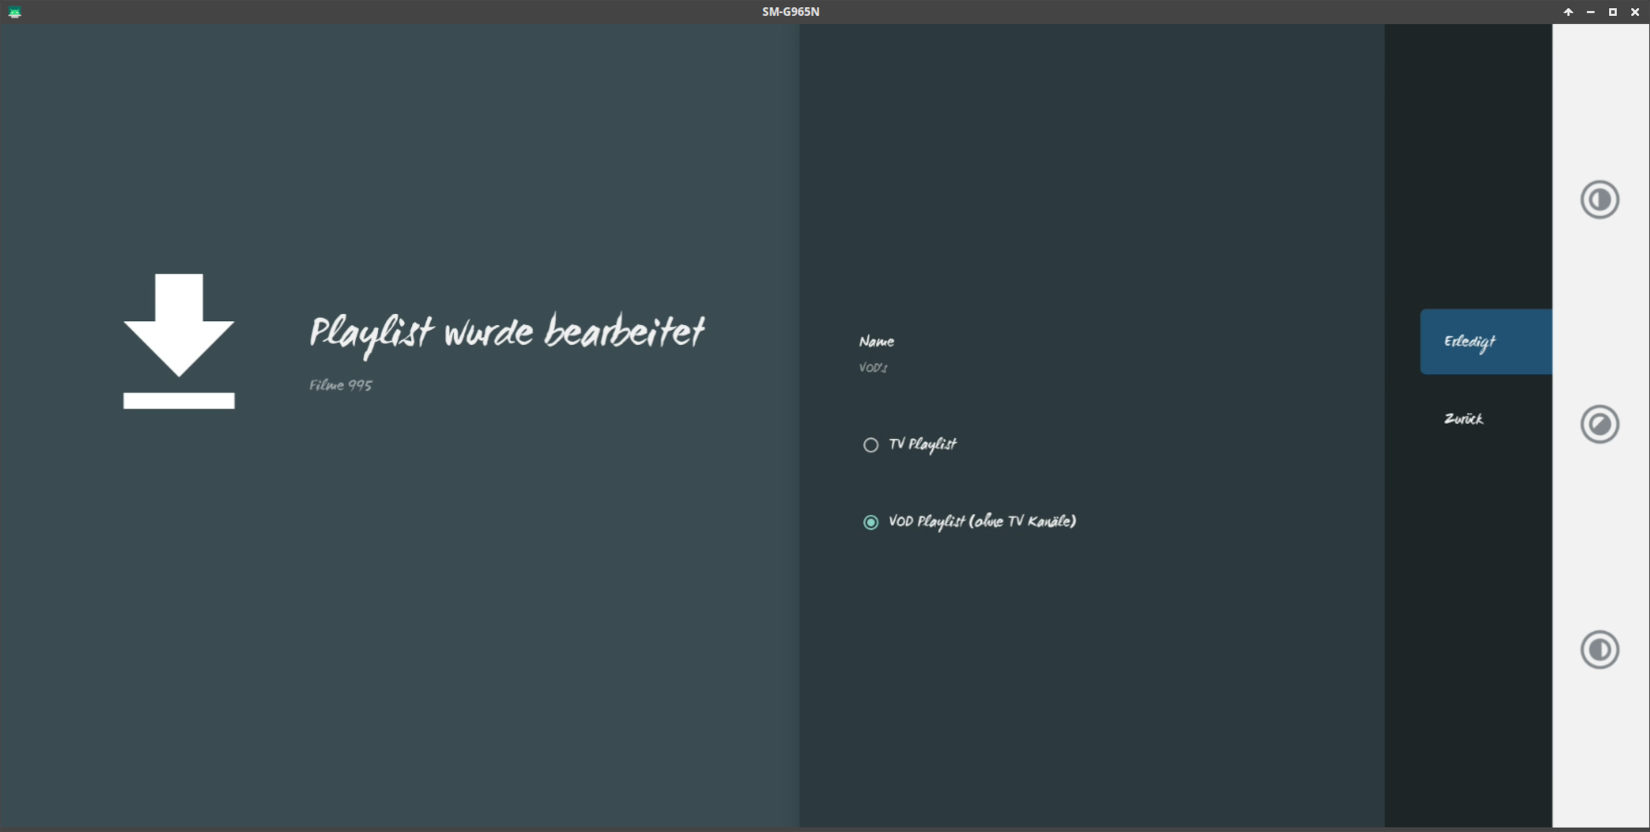 SM-G965N
Playlist wurde bearbeitet
Filme 995
Name
VOD's
TV Playlist
VOD Playlist (ohne TV Kanäle)
Erledigt
Zurück